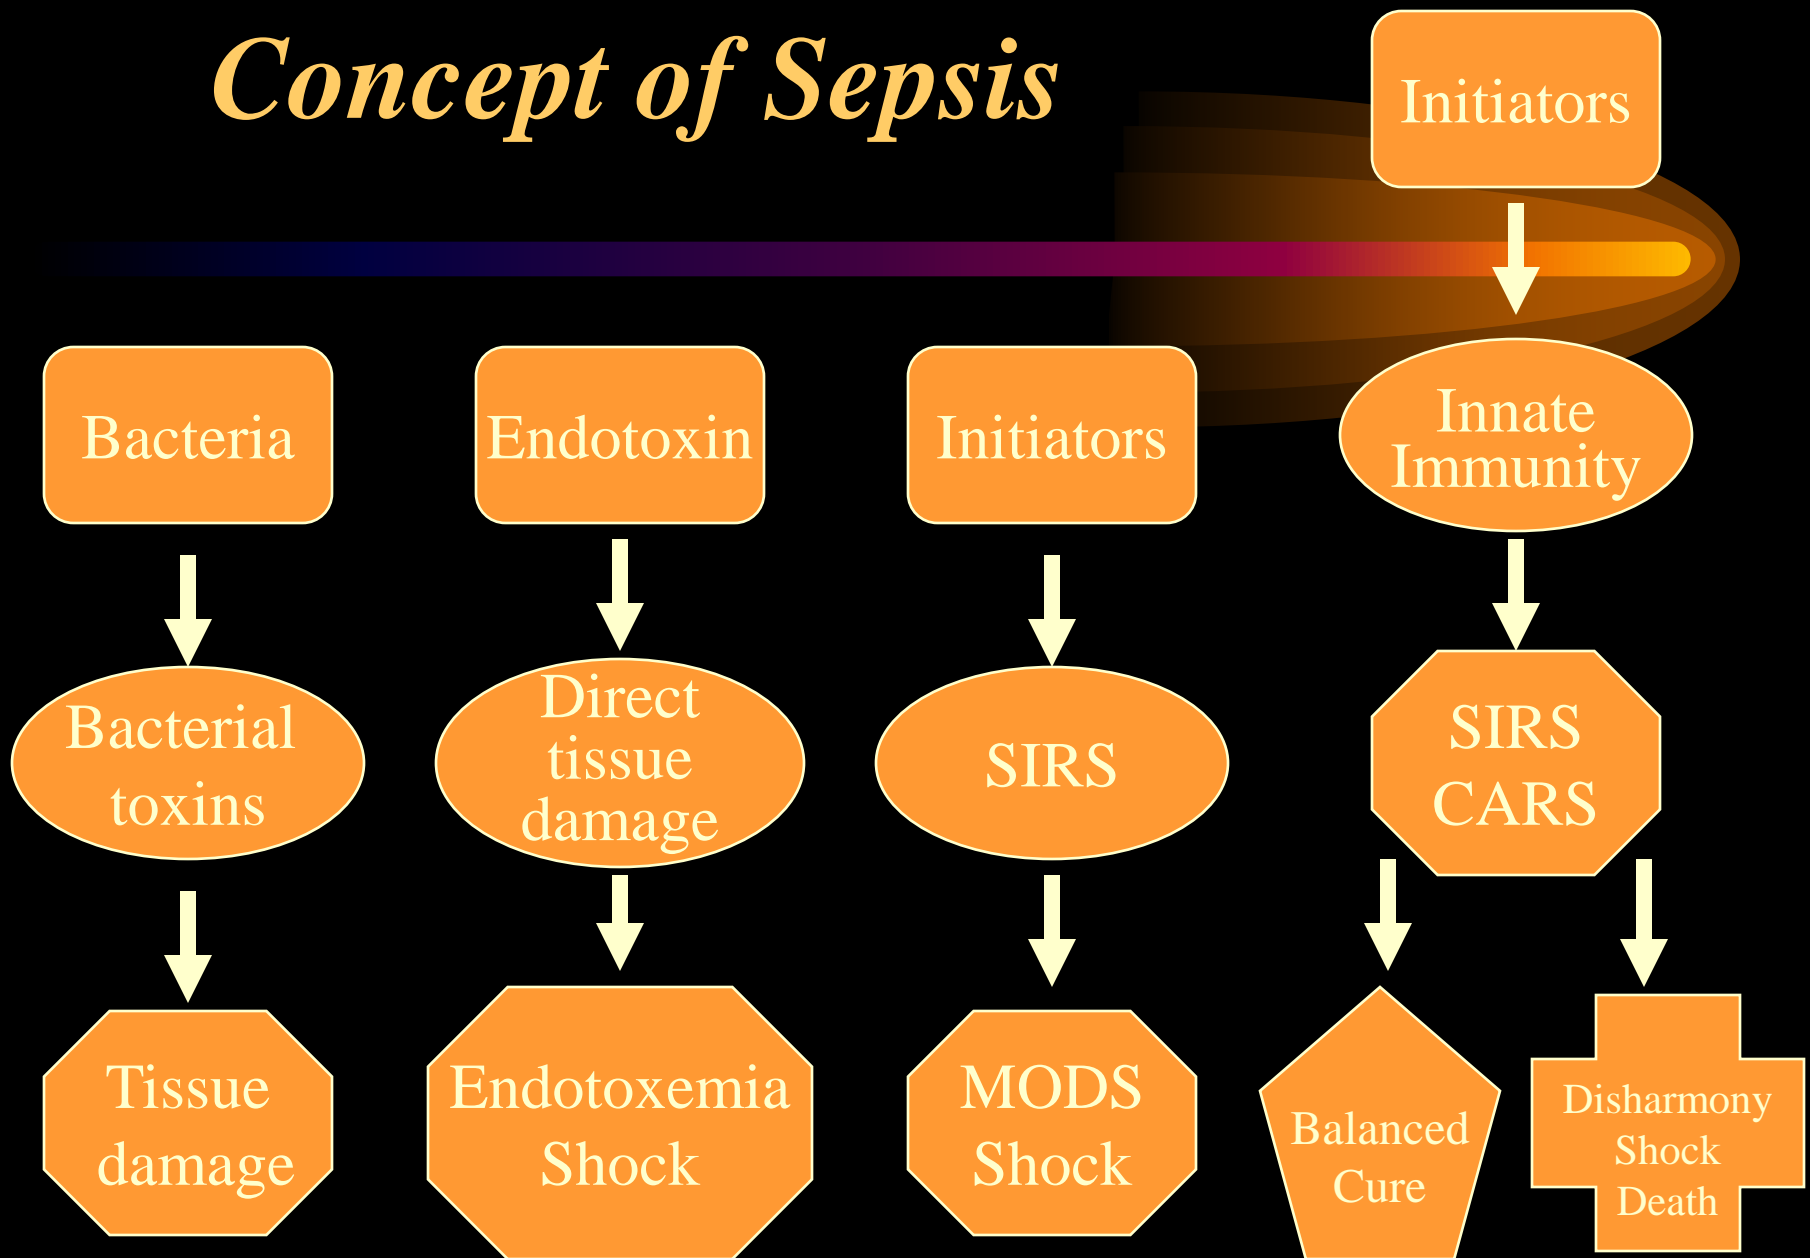 Concept of Sepsis
Initiators
Bacteria
Endotoxin
Initiators
Innate
Immunity
Bacterial
toxins
Direct
tissue
damage
SIRS
SIRS
CARS
Tissue
damage
Endotoxemia
Shock
MODS
Shock
Balanced
Cure
Disharmony
Shock
Death